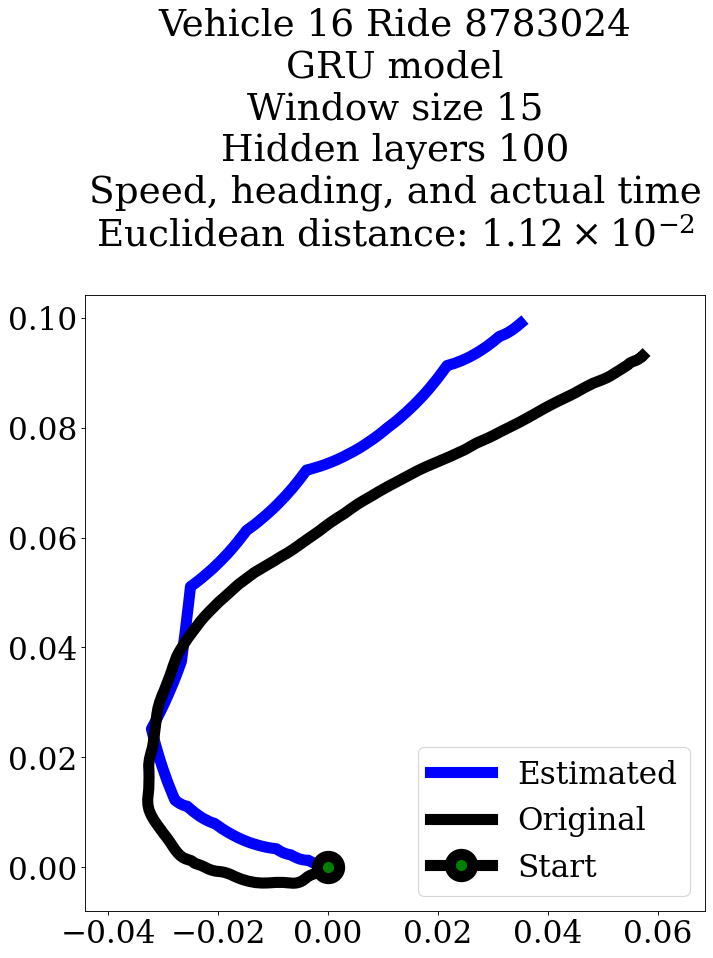 Vehicle 16 Ride 8783024
GRU model
Window size 15
Hidden layers 100
Speed, heading, and actual time
Euclidean distance: 1.12 × 10⁻²
0.10
0.08
0.06
0.04
0.02
0.00
Estimated
Original
Start
−0.04 −0.02 0.00 0.02 0.04 0.06